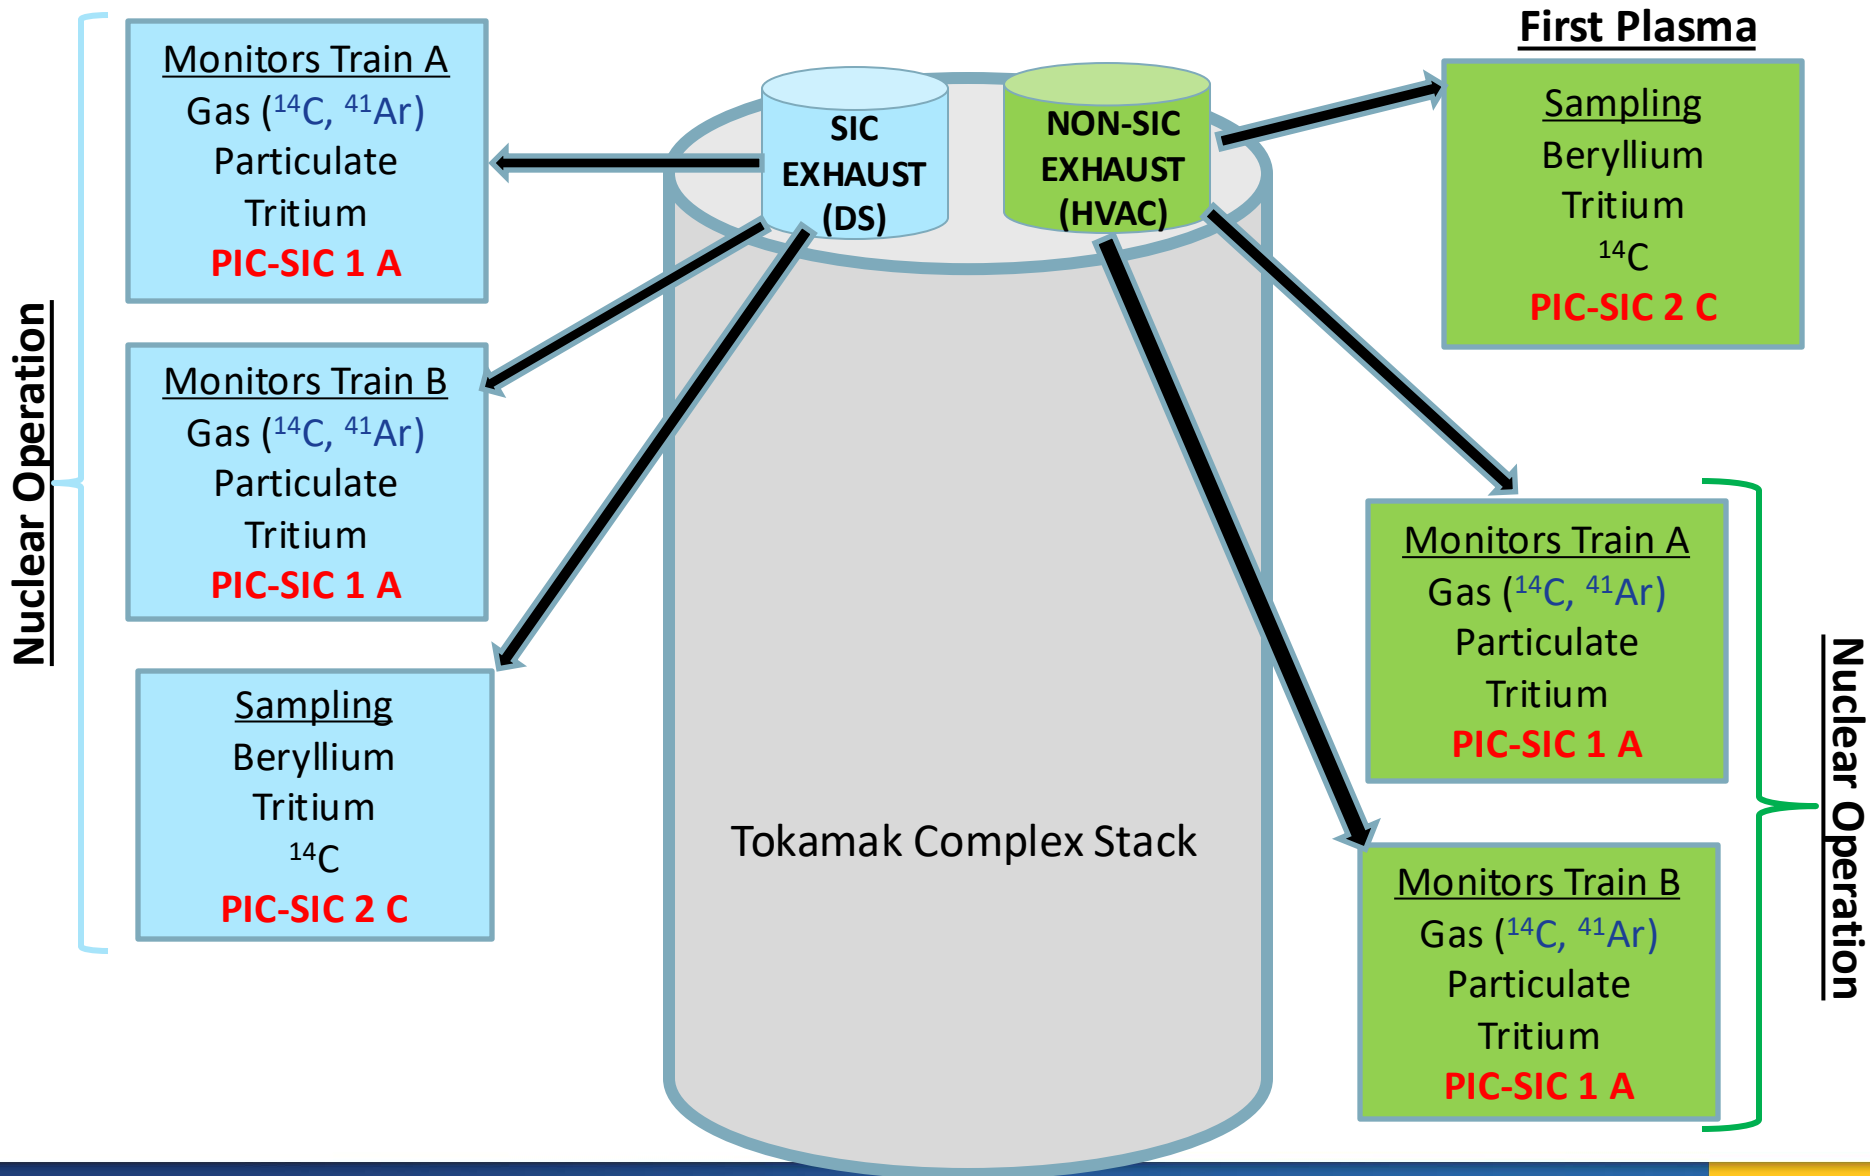 First Plasma
Monitors Train A
Gas (¹⁴C, ⁴¹Ar)
Particulate
Tritium
PIC-SIC 1 A
Monitors Train B
Gas (¹⁴C, ⁴¹Ar)
Particulate
Tritium
PIC-SIC 1 A
Sampling
Beryllium
Tritium
¹⁴C
PIC-SIC 2 C
Nuclear Operation
SIC
EXHAUST
(DS)
NON-SIC
EXHAUST
(HVAC)
Tokamak Complex Stack
Sampling
Beryllium
Tritium
¹⁴C
PIC-SIC 2 C
Monitors Train A
Gas (¹⁴C, ⁴¹Ar)
Particulate
Tritium
PIC-SIC 1 A
Monitors Train B
Gas (¹⁴C, ⁴¹Ar)
Particulate
Tritium
PIC-SIC 1 A
Nuclear Operation